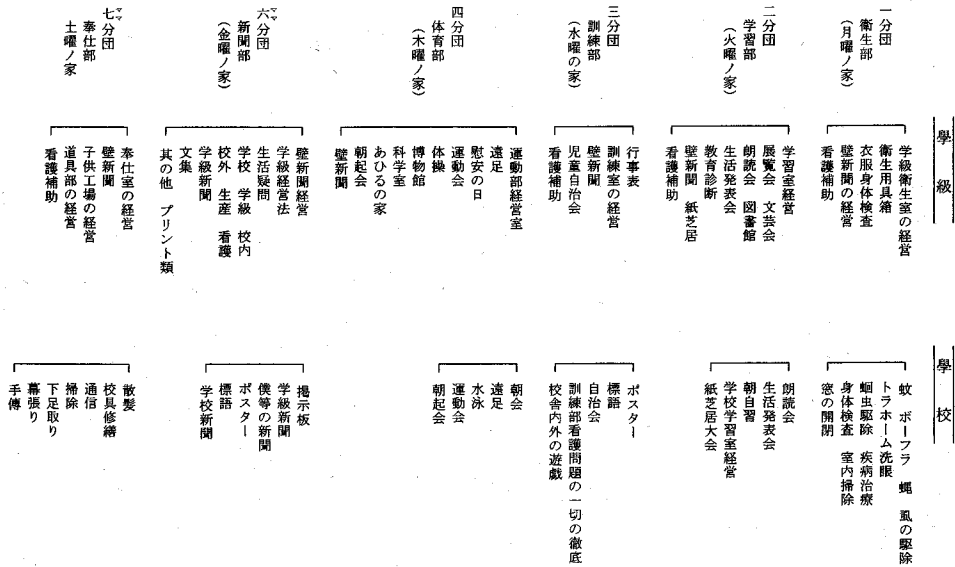 學級
學校
一分団
衛生部
（月曜ノ家）
学級衛生室の経営
衛生用具箱
衣服身体検査
壁新聞の経営
看護補助
蚊　ボーフラ　蝿　虱の駆除
トラホーム洗眼
蛔虫駆除　疾病治療
身体検査　室内掃除
窓の開閉
二分団
学習部
（火曜ノ家）
学習室経営
展覧会　文芸会
朗読会　図書館
生活発表会
教育診断
壁新聞　紙芝居
看護補助
朗読会
生活発表会
朝自習
学校学習室経営
紙芝居大会
三分団
訓練部
（水曜の家）
行事表
訓練室の経営
壁新聞
児童自治会
看護補助
ポスター
標語
自治会
訓練部看護問題の一切の徹底
校舎内外の遊戯
四分団
体育部
（木曜ノ家）
運動部経営室
遠足
慰安の日
運動会
体操
博物館
科学室
あひるの家
朝起会
壁新聞
朝会
遠足
水泳
運動会
朝起会
六分団
ママ
新聞部
（金曜ノ家）
壁新聞経営
学級経営法
生活疑問
学校　学級　校内
校外　生産　看護
学級新聞
文集
其の他　プリント類
掲示板
学級新聞
僕等の新聞
ポスター
標語
学校新聞
七分団
ママ
奉仕部
土曜ノ家
奉仕室の経営
壁新聞
子供工場の経営
道具部の経営
看護補助
散髪
校具修繕
通信
掃除
下足取り
幕張り
手傳